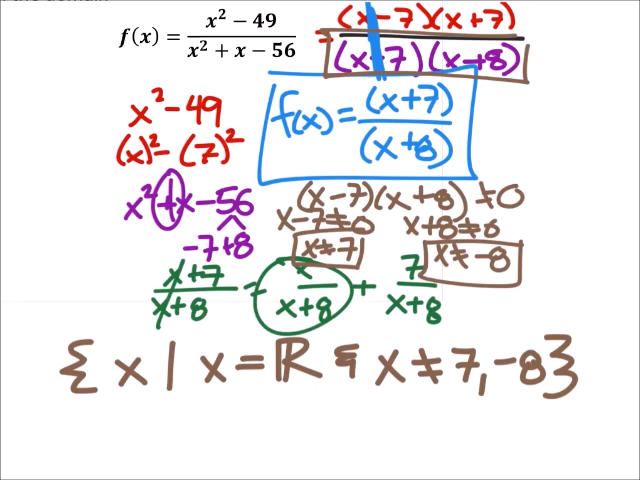 f(x) = x² − 49 / x² + x − 56 = (x−7)(x+7) / (x−7)(x+8)
x² − 49
f(x) = (x+7) / (x+8)
(x)² − (7)²
x² + x − 56
(x−7)(x+8) ≠ 0
x−7≠0 x+8≠0
−7+8
x≠7 x≠−8
x+7 / x+8 = x / x+8 + 7 / x+8
{ x | x = ℝ & x ≠ 7, −8 }